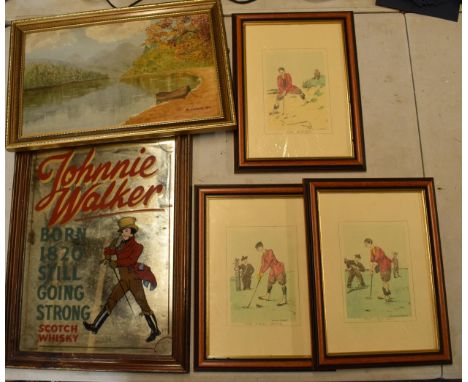 Johnnie
Walker
BORN
1820
STILL
GOING
STRONG
SCOTCH
WHISKY